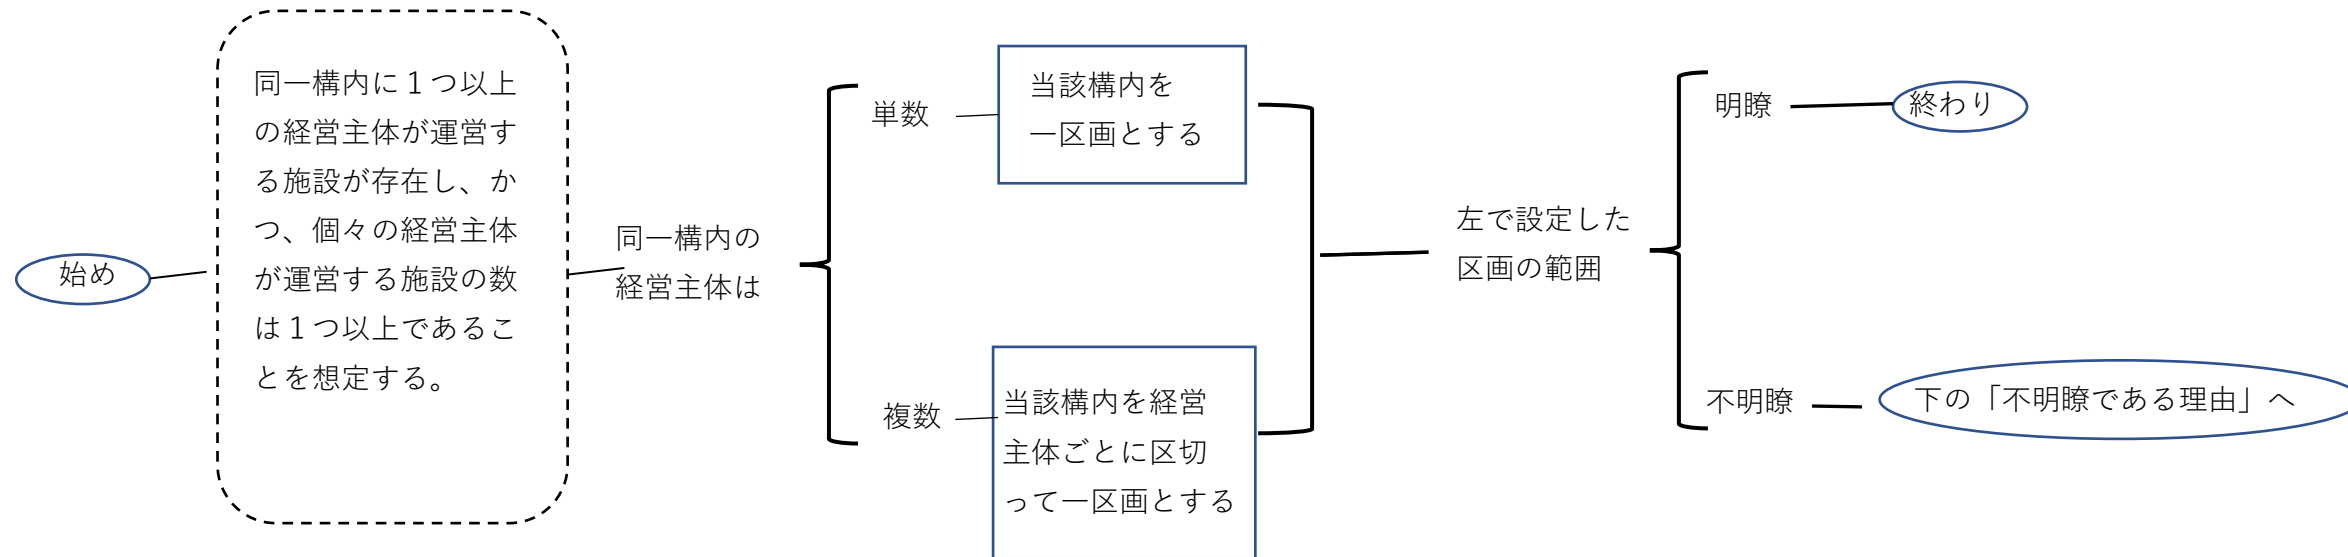 始め
同一構内に１つ以上
の経営主体が運営す
る施設が存在し、か
つ、個々の経営主体
が運営する施設の数
は１つ以上であるこ
とを想定する。
同一構内の
経営主体は
単数
当該構内を
一区画とする
複数
当該構内を経営
主体ごとに区切
って一区画とする
左で設定した
区画の範囲
明瞭
終わり
不明瞭
下の「不明瞭である理由」へ